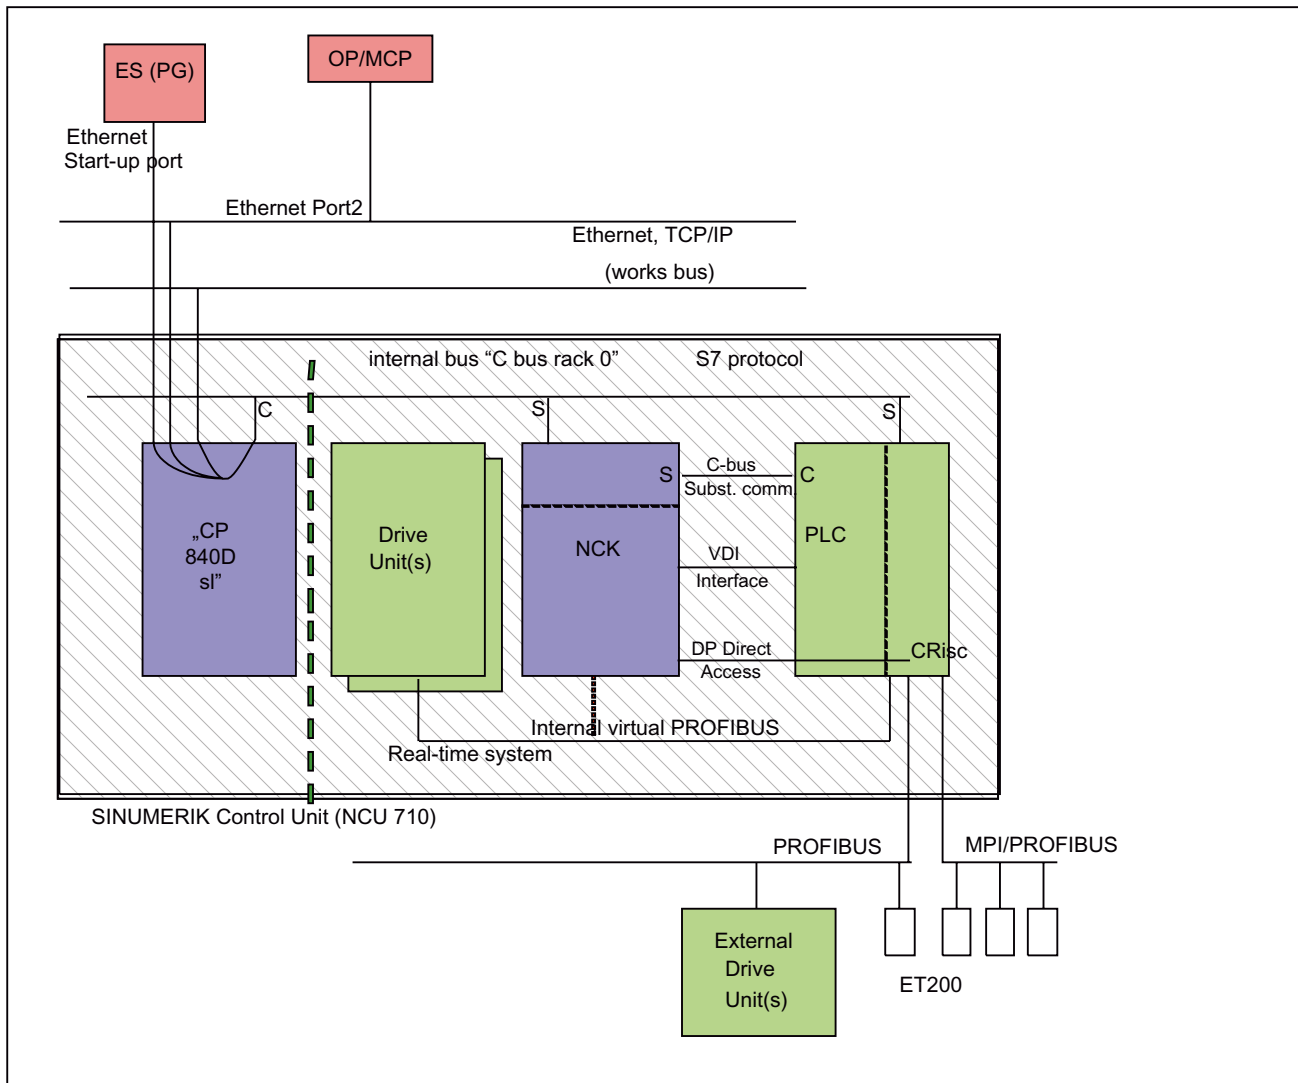 ES (PG)
OP/MCP
Ethernet
Start-up port
Ethernet Port2
Ethernet, TCP/IP
(works bus)
internal bus “C bus rack 0”
S7 protocol
C
S
S
S
C-bus
C
Subst. comm.
„CP
840D
sl”
Drive
Unit(s)
NCK
PLC
VDI
Interface
DP Direct
CRisc
Access
Internal virtual PROFIBUS
Real-time system
SINUMERIK Control Unit (NCU 710)
PROFIBUS
MPI/PROFIBUS
External
Drive
Unit(s)
ET200